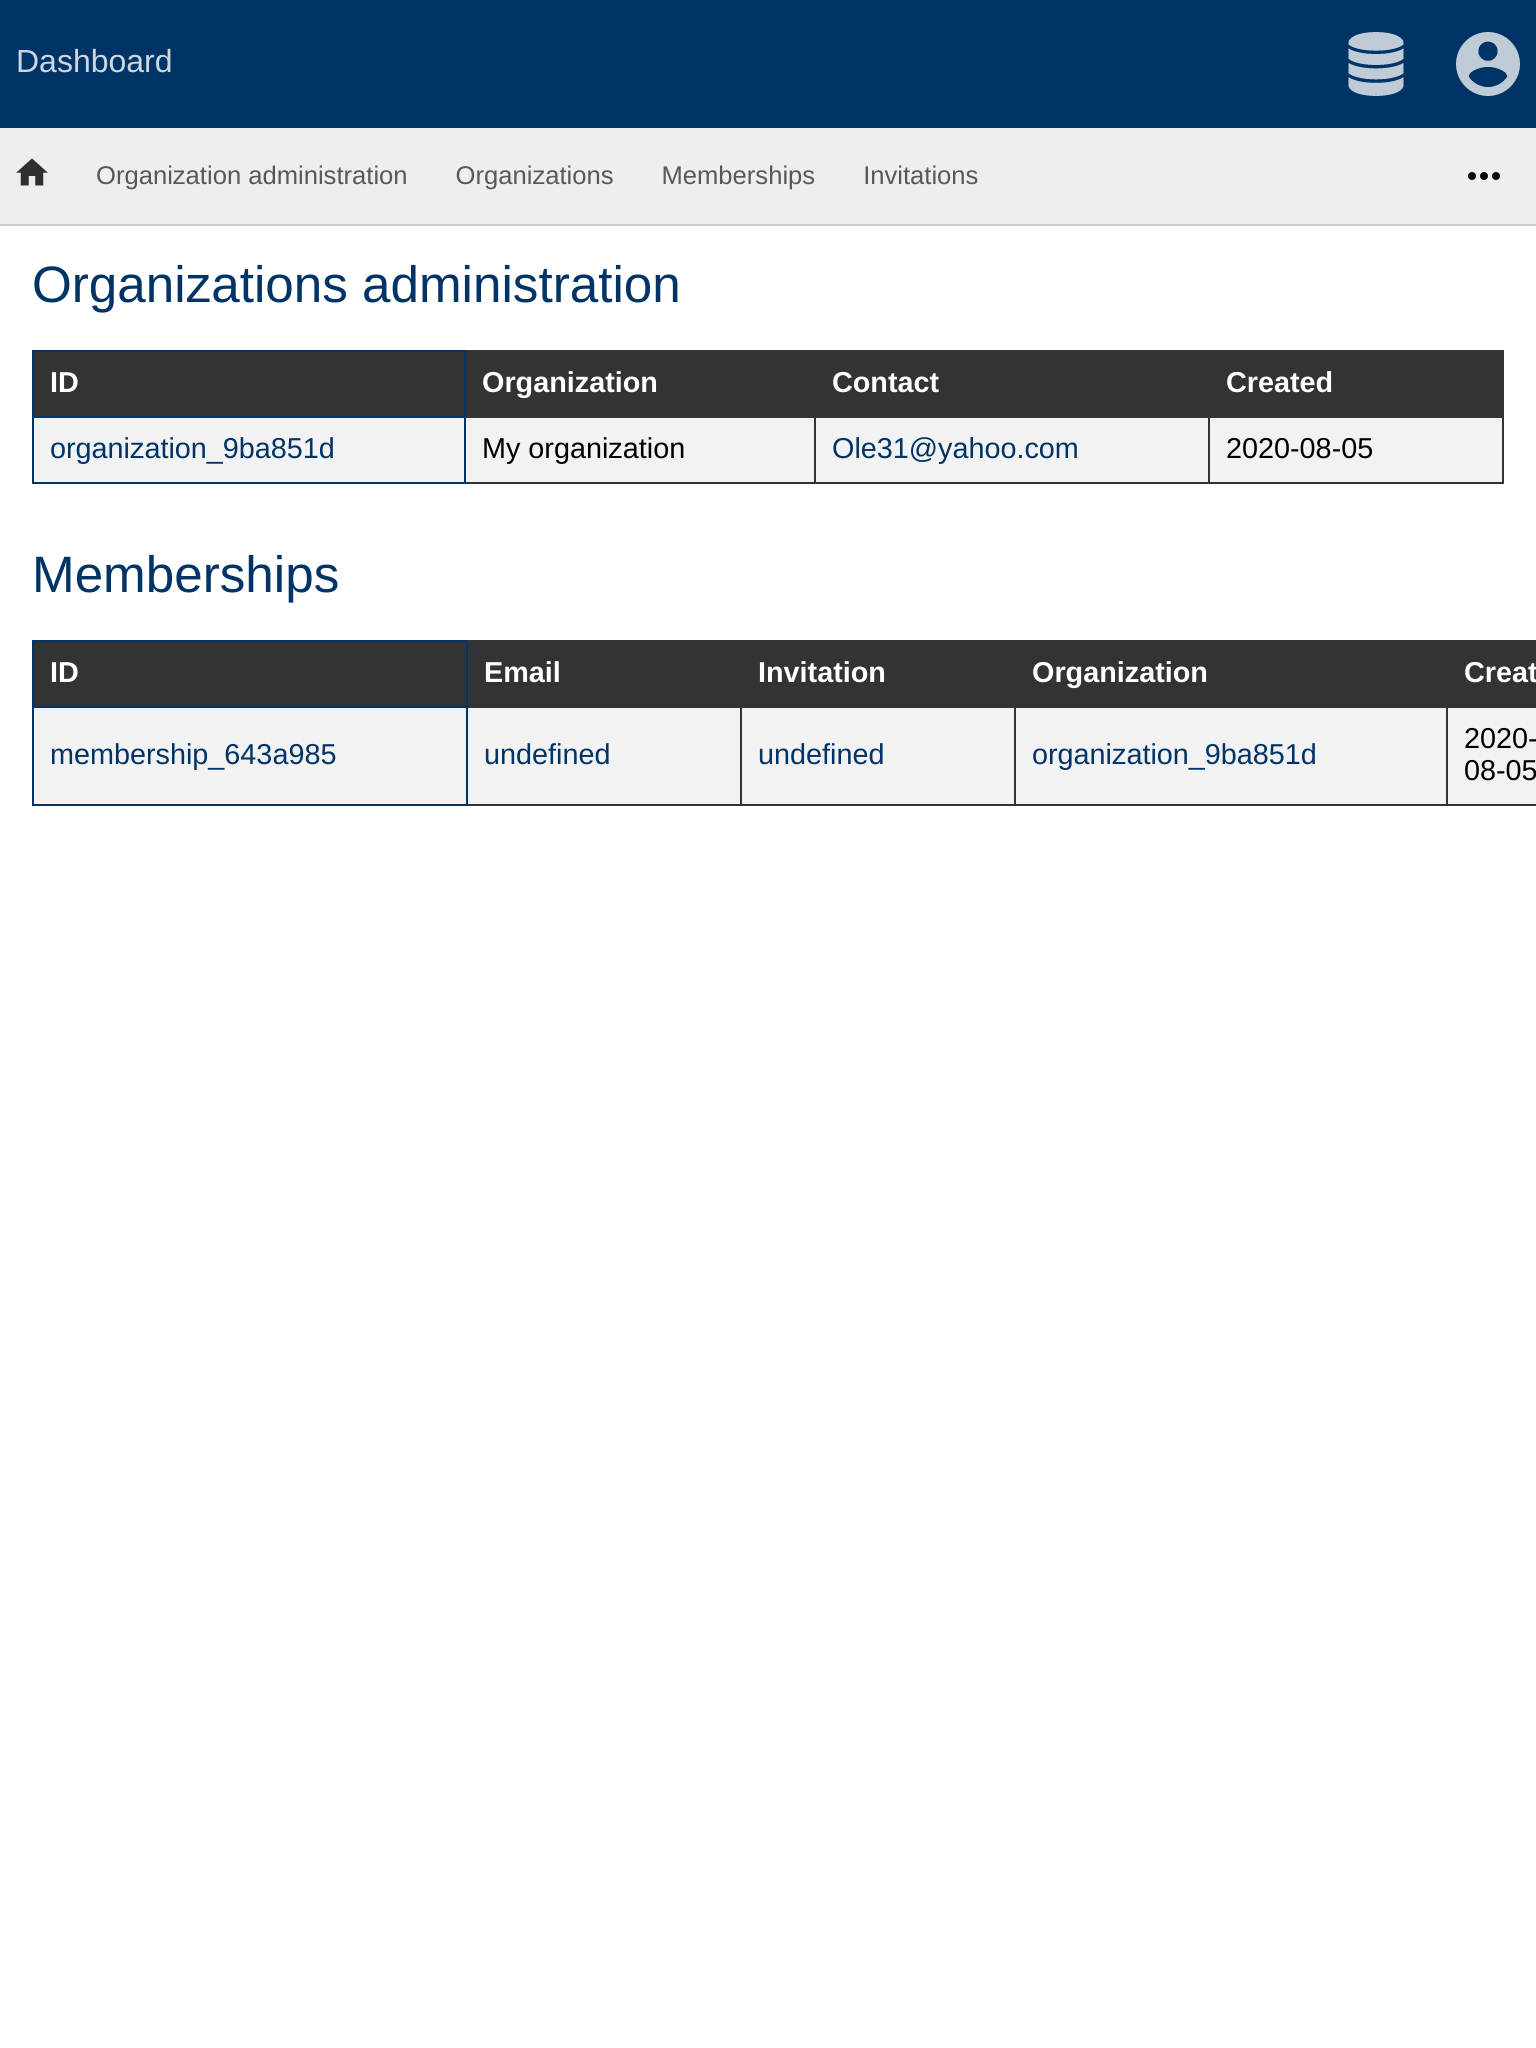 Dashboard
Organization administration Organizations Memberships Invitations
Organizations administration
ID Organization Contact Created
organization_9ba851d My organization Ole31@yahoo.com 2020-08-05
Memberships
ID Email Invitation Organization Creat
membership_643a985 undefined undefined organization_9ba851d 2020-
08-05